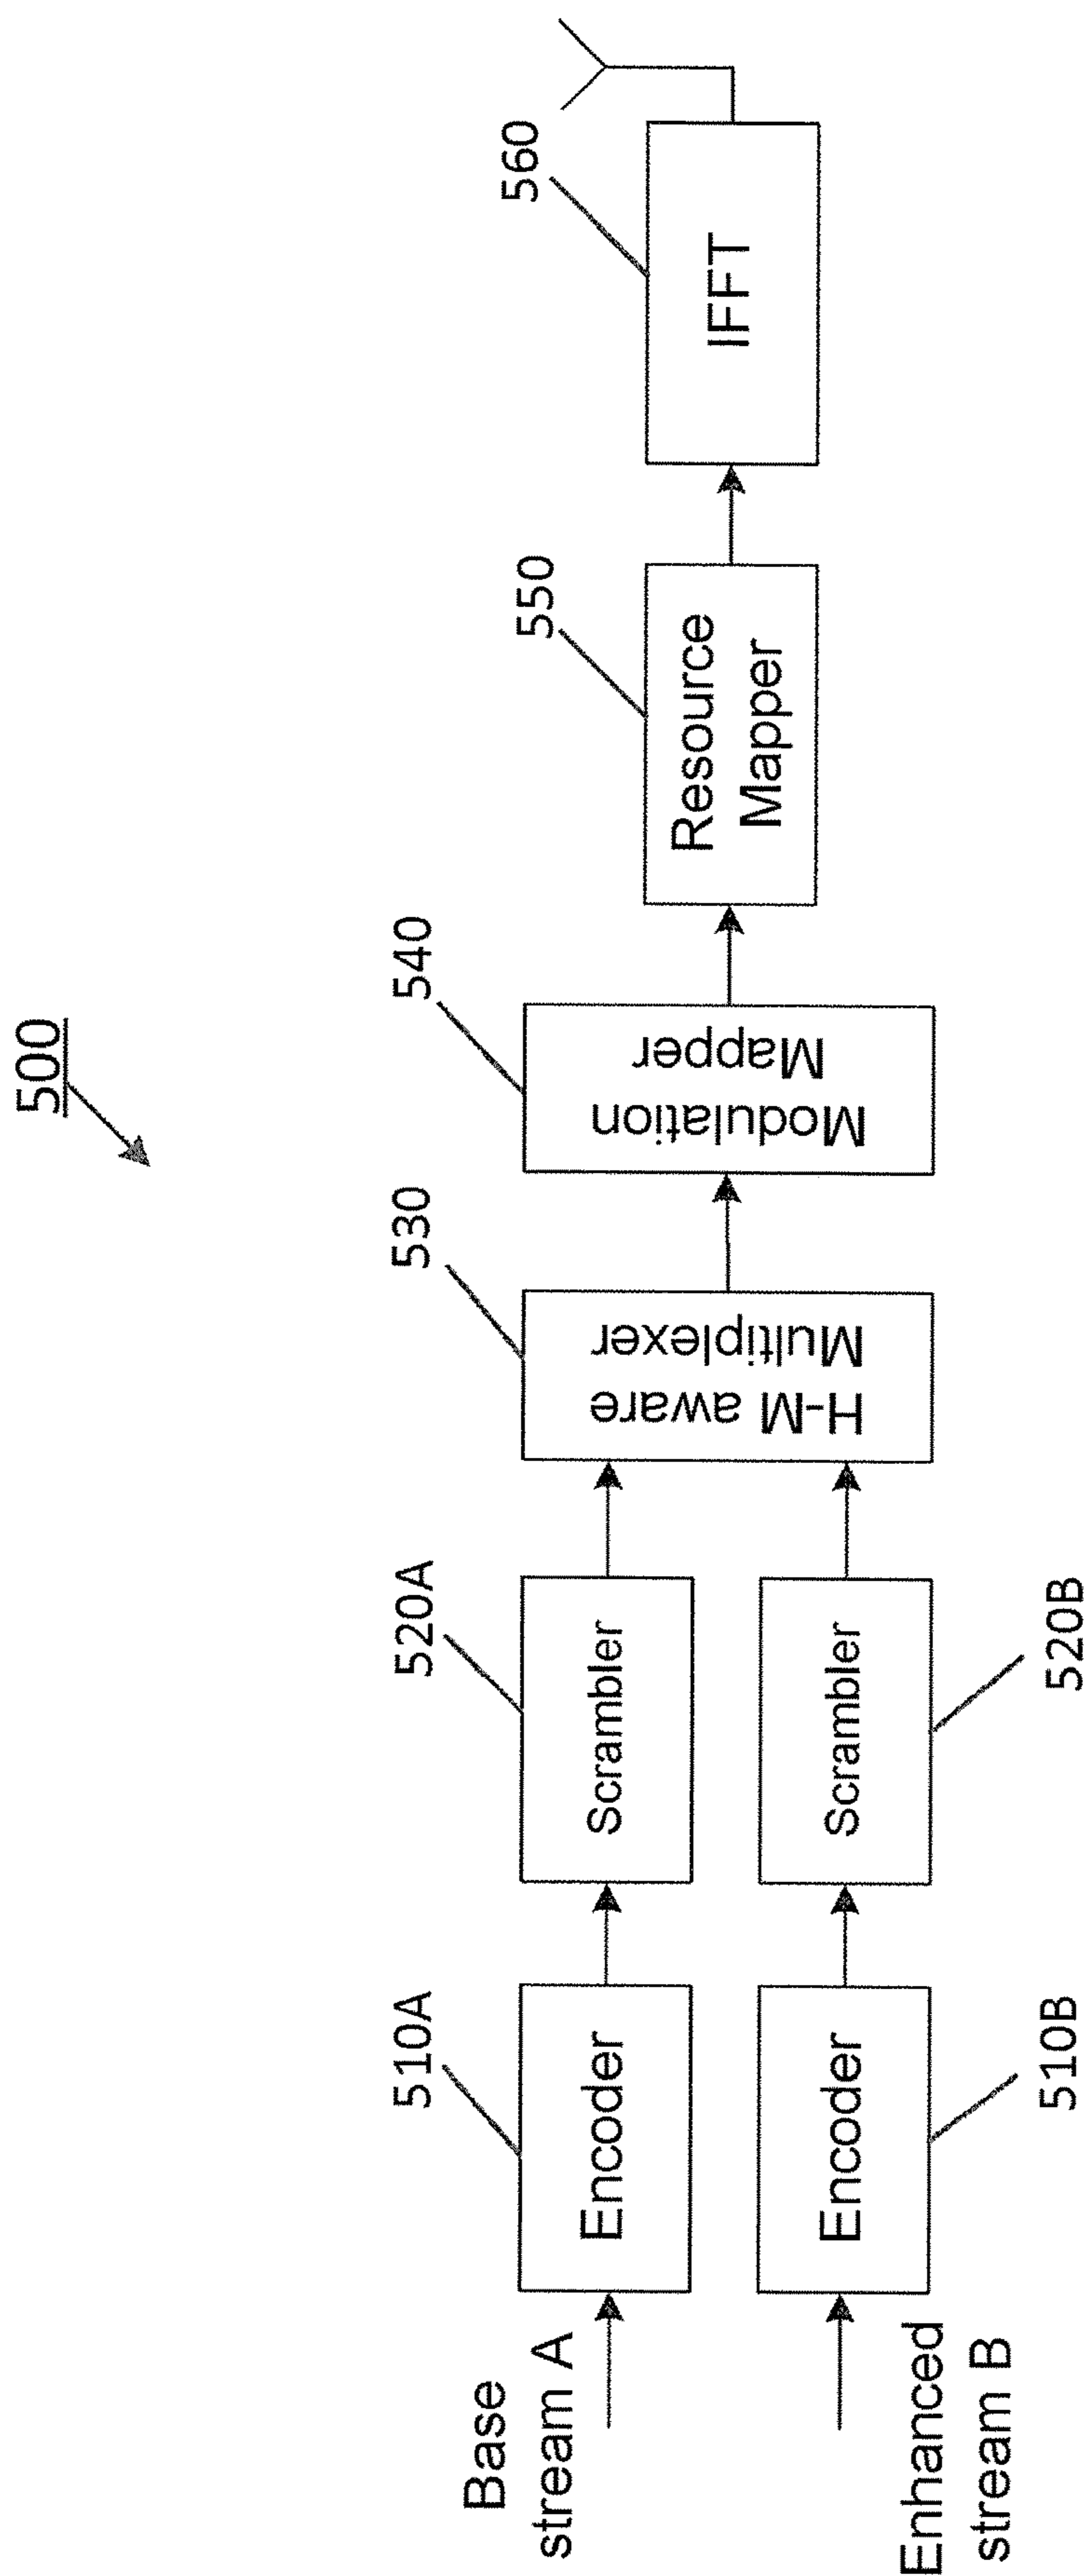 500
Base
stream A
Enhanced
stream B
510A
Encoder
510B
Encoder
520A
Scrambler
520B
Scrambler
530
H-M aware
Multiplexer
540
Modulation
Mapper
550
Resource
Mapper
560
IFFT